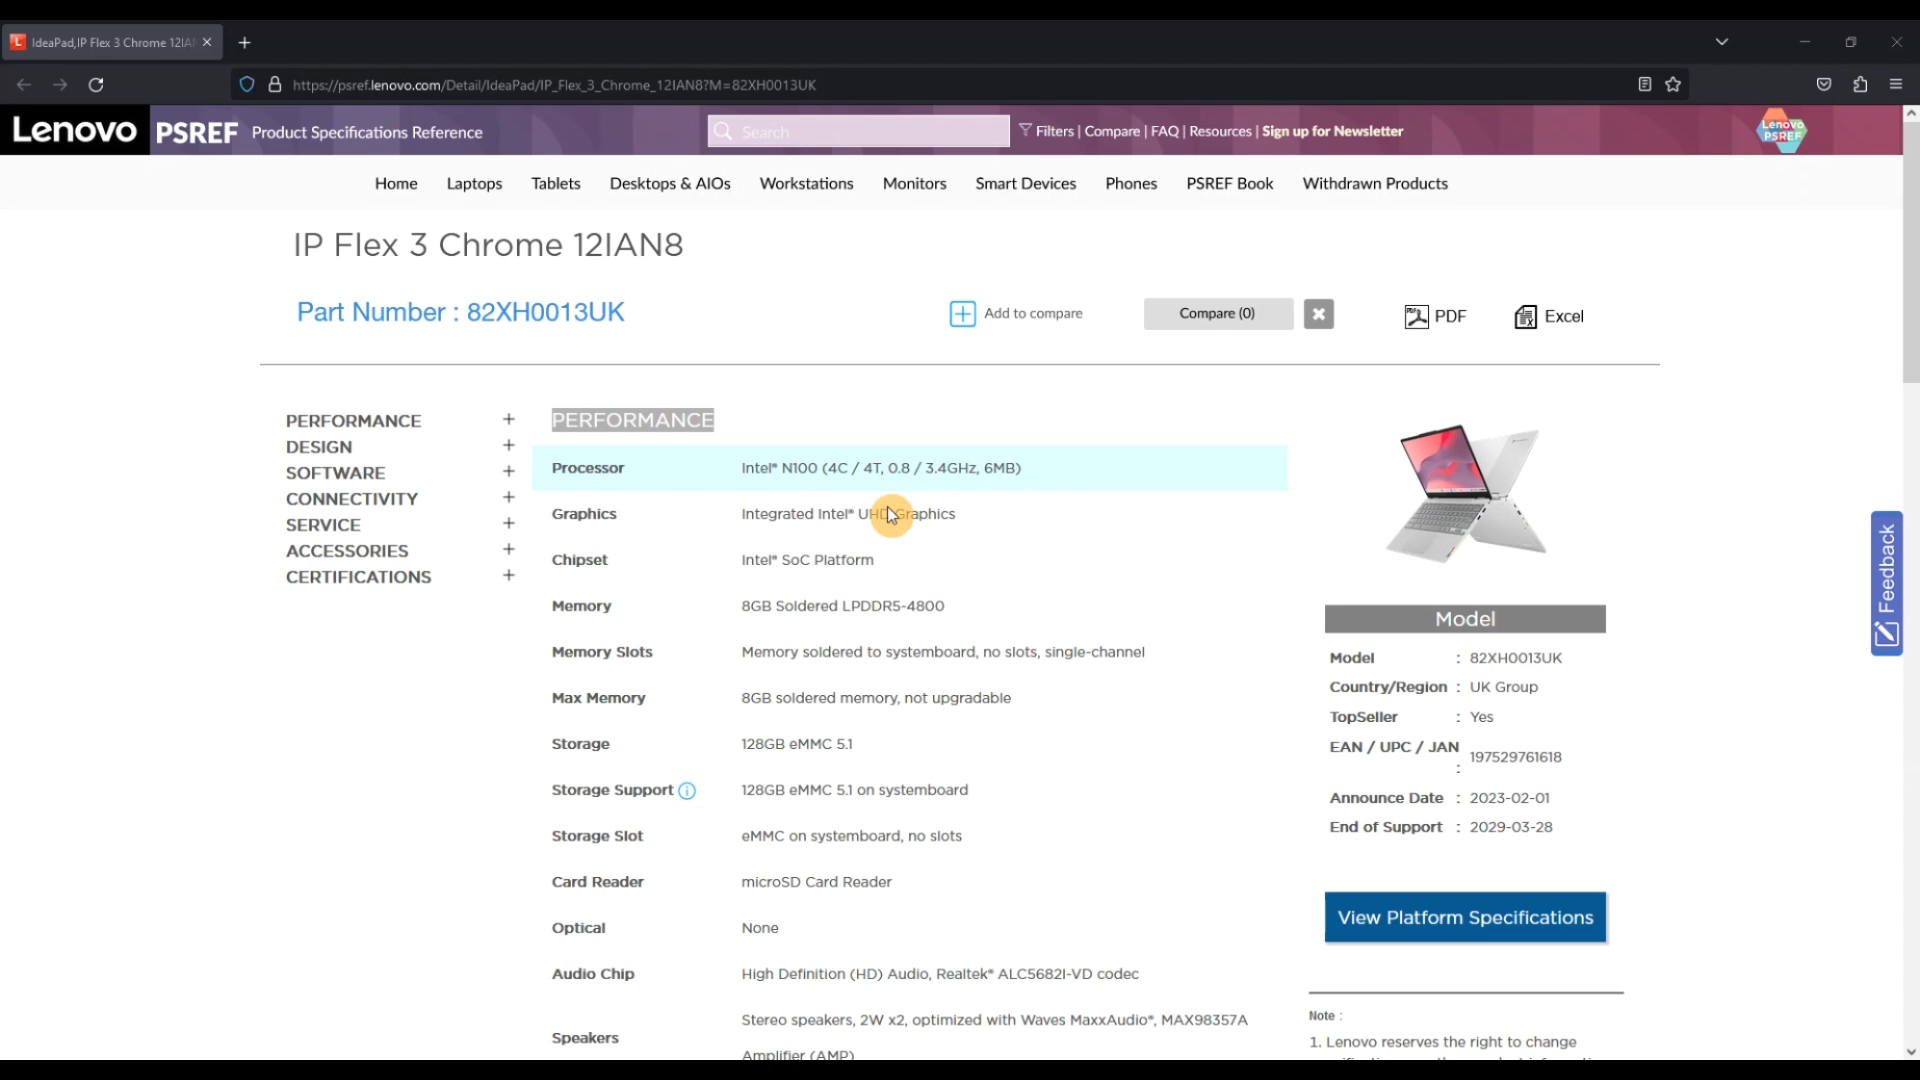 IdeaPad,IP Flex 3 Chrome 12IA
https://psref.lenovo.com/Detail/IdeaPad/IP_Flex_3_Chrome_12IAN8?M=82XH0013UK
Lenovo PSREF Product Specifications Reference
Search
Filters | Compare | FAQ | Resources | Sign up for Newsletter
Lenovo
PSREF
Home Laptops Tablets Desktops & AIOs Workstations Monitors Smart Devices Phones PSREF Book Withdrawn Products
IP Flex 3 Chrome 12IAN8
Part Number : 82XH0013UK
Add to compare
Compare (0)
PDF
Excel
PERFORMANCE +
DESIGN +
SOFTWARE +
CONNECTIVITY +
SERVICE +
ACCESSORIES +
CERTIFICATIONS +
PERFORMANCE
Processor Intel® N100 (4C / 4T, 0.8 / 3.4GHz, 6MB)
Graphics Integrated Intel® UHD Graphics
Chipset Intel® SoC Platform
Memory 8GB Soldered LPDDR5-4800
Memory Slots Memory soldered to systemboard, no slots, single-channel
Max Memory 8GB soldered memory, not upgradable
Storage 128GB eMMC 5.1
Storage Support 128GB eMMC 5.1 on systemboard
Storage Slot eMMC on systemboard, no slots
Card Reader microSD Card Reader
Optical None
Audio Chip High Definition (HD) Audio, Realtek® ALC5682I-VD codec
Speakers Stereo speakers, 2W x2, optimized with Waves MaxxAudio®, MAX98357A
Amplifier (AMP)
Model
Model : 82XH0013UK
Country/Region : UK Group
TopSeller : Yes
EAN / UPC / JAN : 197529761618
Announce Date : 2023-02-01
End of Support : 2029-03-28
View Platform Specifications
Note :
1. Lenovo reserves the right to change
Feedback